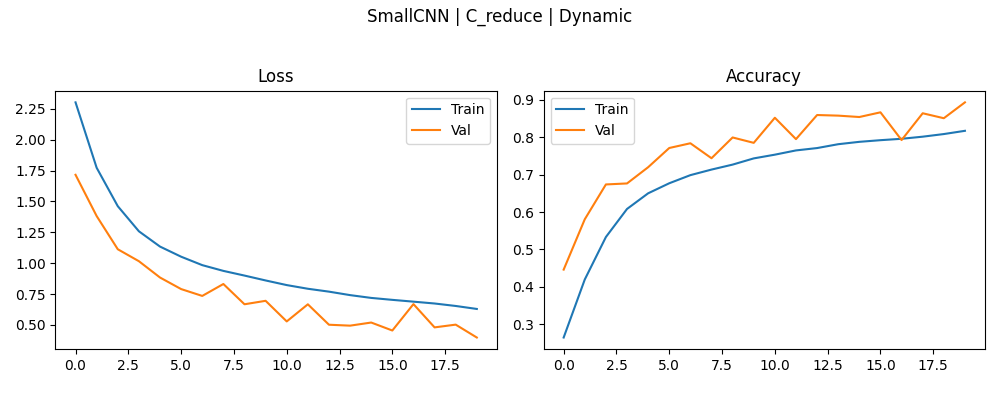 SmallCNN | C_reduce | Dynamic
Loss
2.25
2.00
1.75
1.50
1.25
1.00
0.75
0.50
Train
Val
0.0 2.5 5.0 7.5 10.0 12.5 15.0 17.5
Accuracy
0.9
0.8
0.7
0.6
0.5
0.4
0.3
Train
Val
0.0 2.5 5.0 7.5 10.0 12.5 15.0 17.5